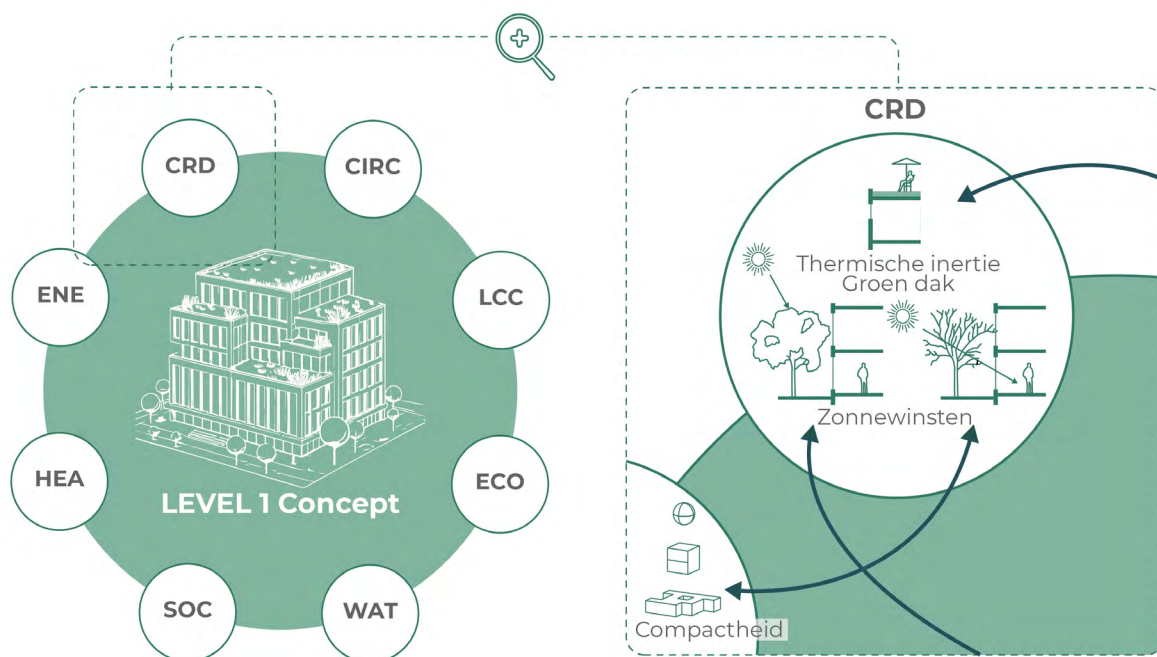 CRD
CIRC
ENE
LCC
HEA
ECO
LEVEL 1 Concept
SOC
WAT
CRD
Thermische inertie
Groen dak
Zonnewinsten
Compactheid